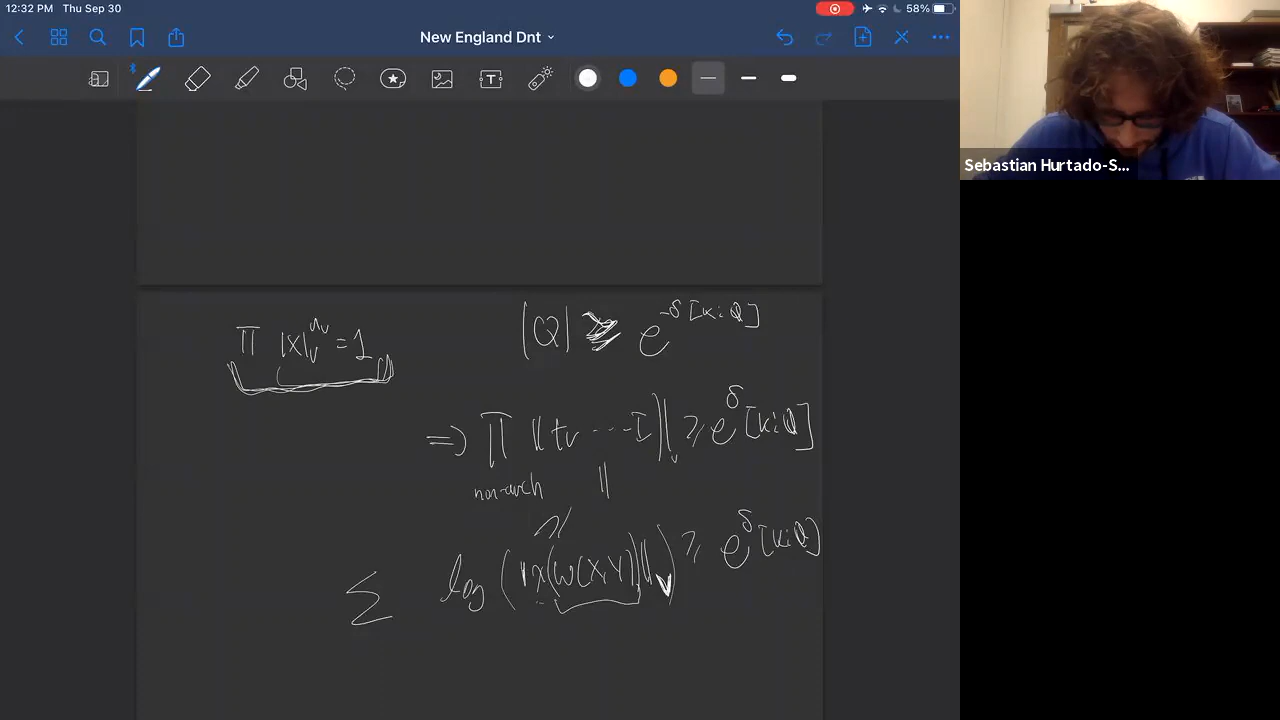 12:32 PM Thu Sep 30 58%
New England Dnt
Sebastian Hurtado-S...
∏ |x|_v^{n_v} = 1
|Q| ≥ e^{-δ[K:Q]}
⇒ ∏ ||tr ... I||_v ≥ e^{δ[K:Q]}
non-arch ||
Σ log( (w(X,Y))||_v ) ≥ e^{δ[K:Q]}